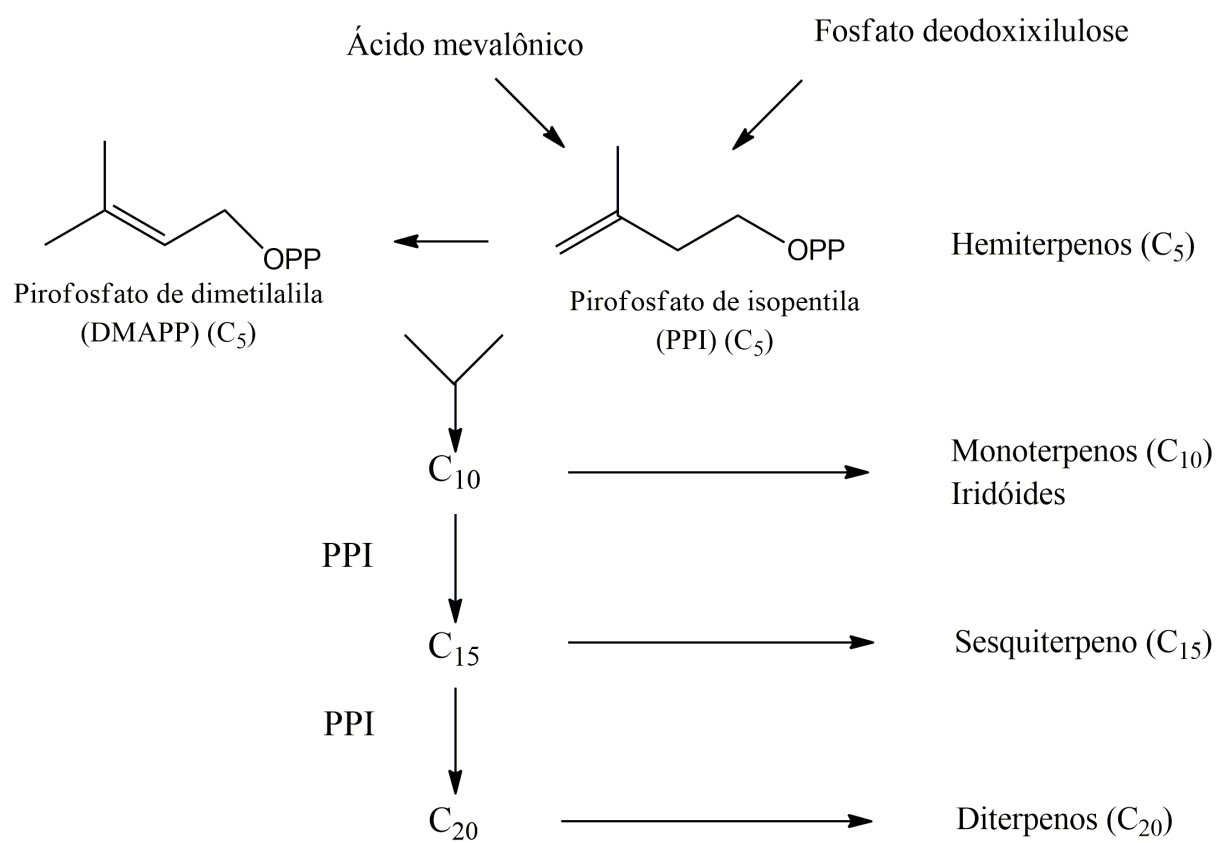 Ácido mevalônico
Fosfato deodoxixilulose
OPP
OPP
Pirofosfato de dimetilalila
(DMAPP) (C5)
Pirofosfato de isopentila
(PPI) (C5)
Hemiterpenos (C5)
C10
Monoterpenos (C10)
Iridóides
PPI
C15
Sesquiterpeno (C15)
PPI
C20
Diterpenos (C20)